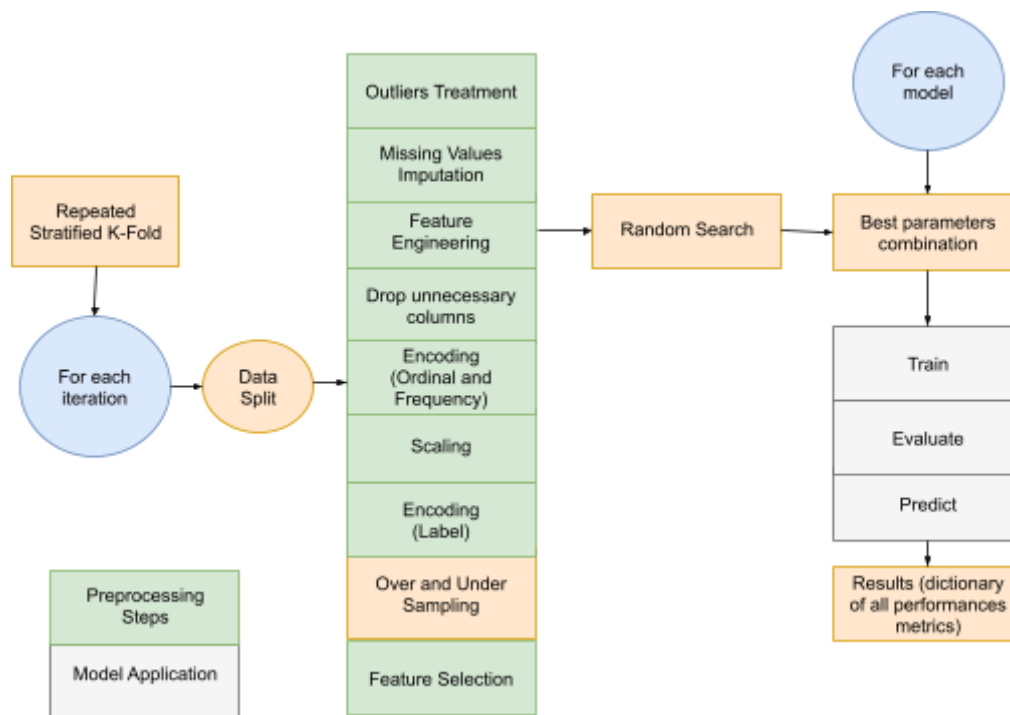 Repeated
Stratified K-Fold
For each
iteration
Data
Split
Outliers Treatment
Missing Values
Imputation
Feature
Engineering
Drop unnecessary
columns
Encoding
(Ordinal and
Frequency)
Scaling
Encoding
(Label)
Over and Under
Sampling
Feature Selection
Random Search
For each
model
Best parameters
combination
Train
Evaluate
Predict
Results (dictionary
of all performances
metrics)
Preprocessing
Steps
Model Application